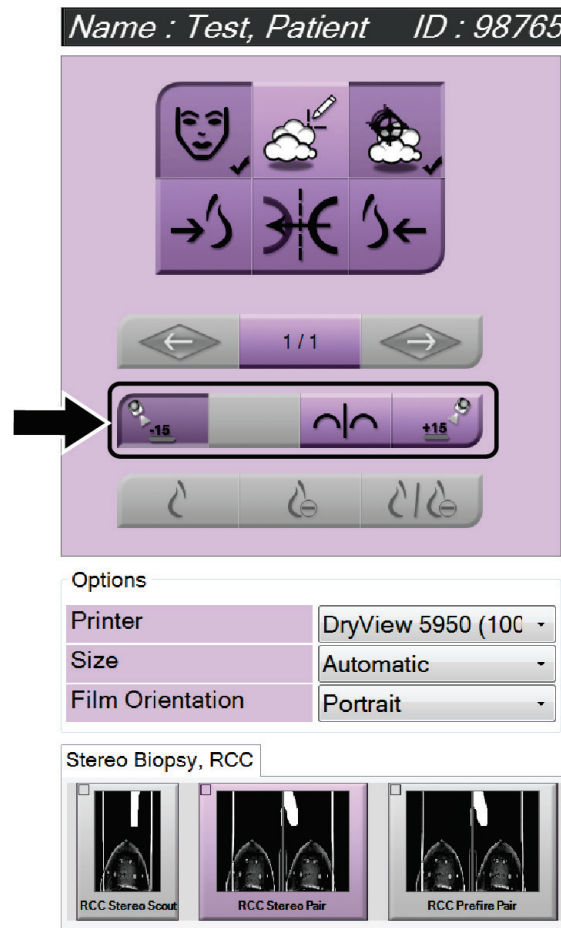 Name : Test, Patient ID : 98765
1 / 1
-15 +15
Options
Printer DryView 5950 (100
Size Automatic
Film Orientation Portrait
Stereo Biopsy, RCC
RCC Stereo Scout RCC Stereo Pair RCC Prefire Pair